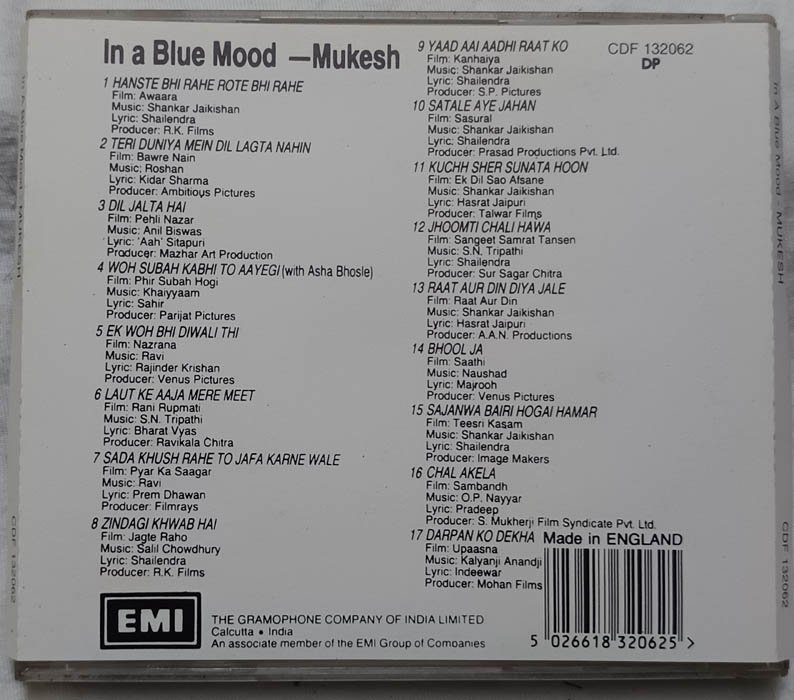 In a Blue Mood —Mukesh
1 HANSTE BHI RAHE ROTE BHI RAHE
Film: Awaara
Music: Shankar Jaikishan
Lyric: Shailendra
Producer: R.K. Films
2 TERI DUNIYA MEIN DIL LAGTA NAHIN
Film: Bawre Nain
Music: Roshan
Lyric: Kidar Sharma
Producer: Ambitious Pictures
3 DIL JALTA HAI
Film: Pehli Nazar
Music: Anil Biswas
Lyric: 'Aah' Sitapuri
Producer: Mazhar Art Production
4 WOH SUBAH KABHI TO AAYEGI (with Asha Bhosle)
Film: Phir Subah Hogi
Music: Khaiyyaam
Lyric: Sahir
Producer: Parijat Pictures
5 EK WOH BHI DIWALI THI
Film: Nazrana
Music: Ravi
Lyric: Rajinder Krishan
Producer: Venus Pictures
6 LAUT KE AAJA MERE MEET
Film: Rani Rupmati
Music: S.N. Tripathi
Lyric: Bharat Vyas
Producer: Ravikala Chitra
7 SADA KHUSH RAHE TO JAFA KARNE WALE
Film: Pyar Ka Saagar
Music: Ravi
Lyric: Prem Dhawan
Producer: Filmrays
8 ZINDAGI KHWAB HAI
Film: Jagte Raho
Music: Salil Chowdhury
Lyric: Shailendra
Producer: R.K. Films
9 YAAD AAI AADHI RAAT KO
Film: Kanhaiya
Music: Shankar Jaikishan
Lyric: Shailendra
Producer: S.P. Pictures
10 SATALE AYE JAHAN
Film: Sasural
Music: Shankar Jaikishan
Lyric: Shailendra
Producer: Prasad Productions Pvt. Ltd.
11 KUCHH SHER SUNATA HOON
Film: Ek Dil Sao Afsane
Music: Shankar Jaikishan
Lyric: Hasrat Jaipuri
Producer: Talwar Films
12 JHOOMTI CHALI HAWA
Film: Sangeet Samrat Tansen
Music: S.N. Tripathi
Lyric: Shailendra
Producer: Sur Sagar Chitra
13 RAAT AUR DIN DIYA JALE
Film: Raat Aur Din
Music: Shankar Jaikishan
Lyric: Hasrat Jaipuri
Producer: A.A.N. Productions
14 BHOOL JA
Film: Saathi
Music: Naushad
Lyric: Majrooh
Producer: Venus Pictures
15 SAJANWA BAIRI HOGAI HAMAR
Film: Teesri Kasam
Music: Shankar Jaikishan
Lyric: Shailendra
Producer: Image Makers
16 CHAL AKELA
Film: Sambandh
Music: O.P. Nayyar
Lyric: Pradeep
Producer: S. Mukherji Film Syndicate Pvt. Ltd.
17 DARPAN KO DEKHA
Film: Upaasna
Music: Kalyanji Anandji
Lyric: Indeewar
Producer: Mohan Films
CDF 132062
DP
Made in ENGLAND
5 026618 320625 >
EMI
THE GRAMOPHONE COMPANY OF INDIA LIMITED
Calcutta • India
An associate member of the EMI Group of Companies
In A Blue Mood - MUKESH
CDF 132062
In A Blue Mood - MUKESH
CDF 132062